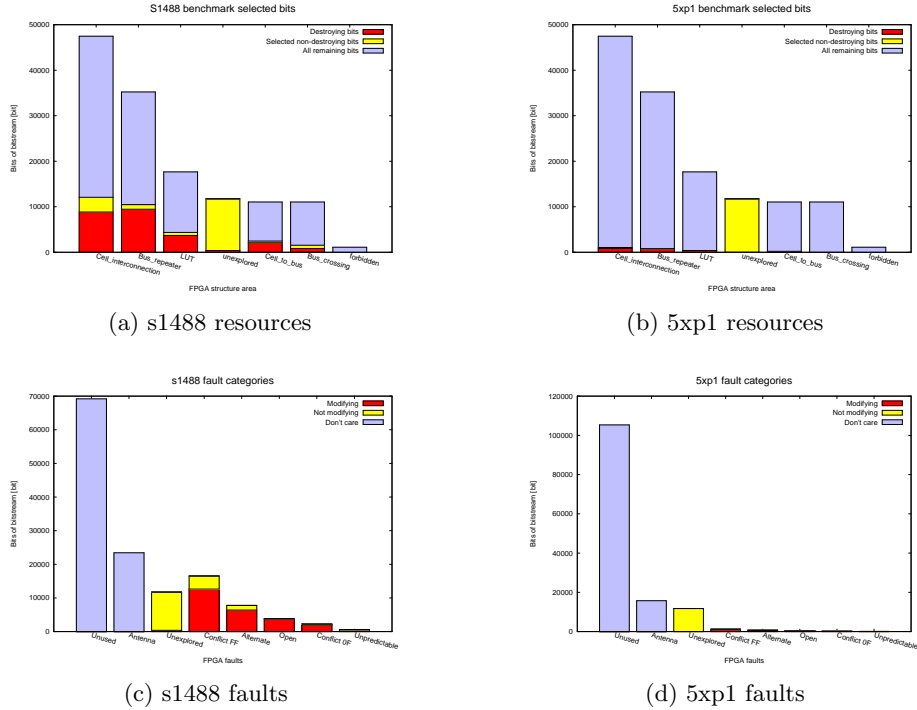 S1488 benchmark selected bits
50000
40000
30000
20000
10000
0
Bits of bitstream [bit]
Destroying bits
Selected non-destroying bits
All remaining bits
Cell_interconnection
Bus_repeater
LUT
unexplored
Cell_to_bus
Bus_crossing
forbidden
FPGA structure area
(a) s1488 resources
5xp1 benchmark selected bits
50000
40000
30000
20000
10000
0
Bits of bitstream [bit]
Destroying bits
Selected non-destroying bits
All remaining bits
Cell_interconnection
Bus_repeater
LUT
unexplored
Cell_to_bus
Bus_crossing
forbidden
FPGA structure area
(b) 5xp1 resources
s1488 fault categories
70000
60000
50000
40000
30000
20000
10000
0
Bits of bitstream [bit]
Modifying
Not modifying
Don't care
Unused
Antenna
Unexplored
Conflict FF
Alternate
Open
Conflict 0F
Unpredictable
FPGA faults
(c) s1488 faults
5xp1 fault categories
120000
100000
80000
60000
40000
20000
0
Bits of bitstream [bit]
Modifying
Not modifying
Don't care
Unused
Antenna
Unexplored
Conflict FF
Alternate
Open
Conflict 0F
Unpredictable
FPGA faults
(d) 5xp1 faults